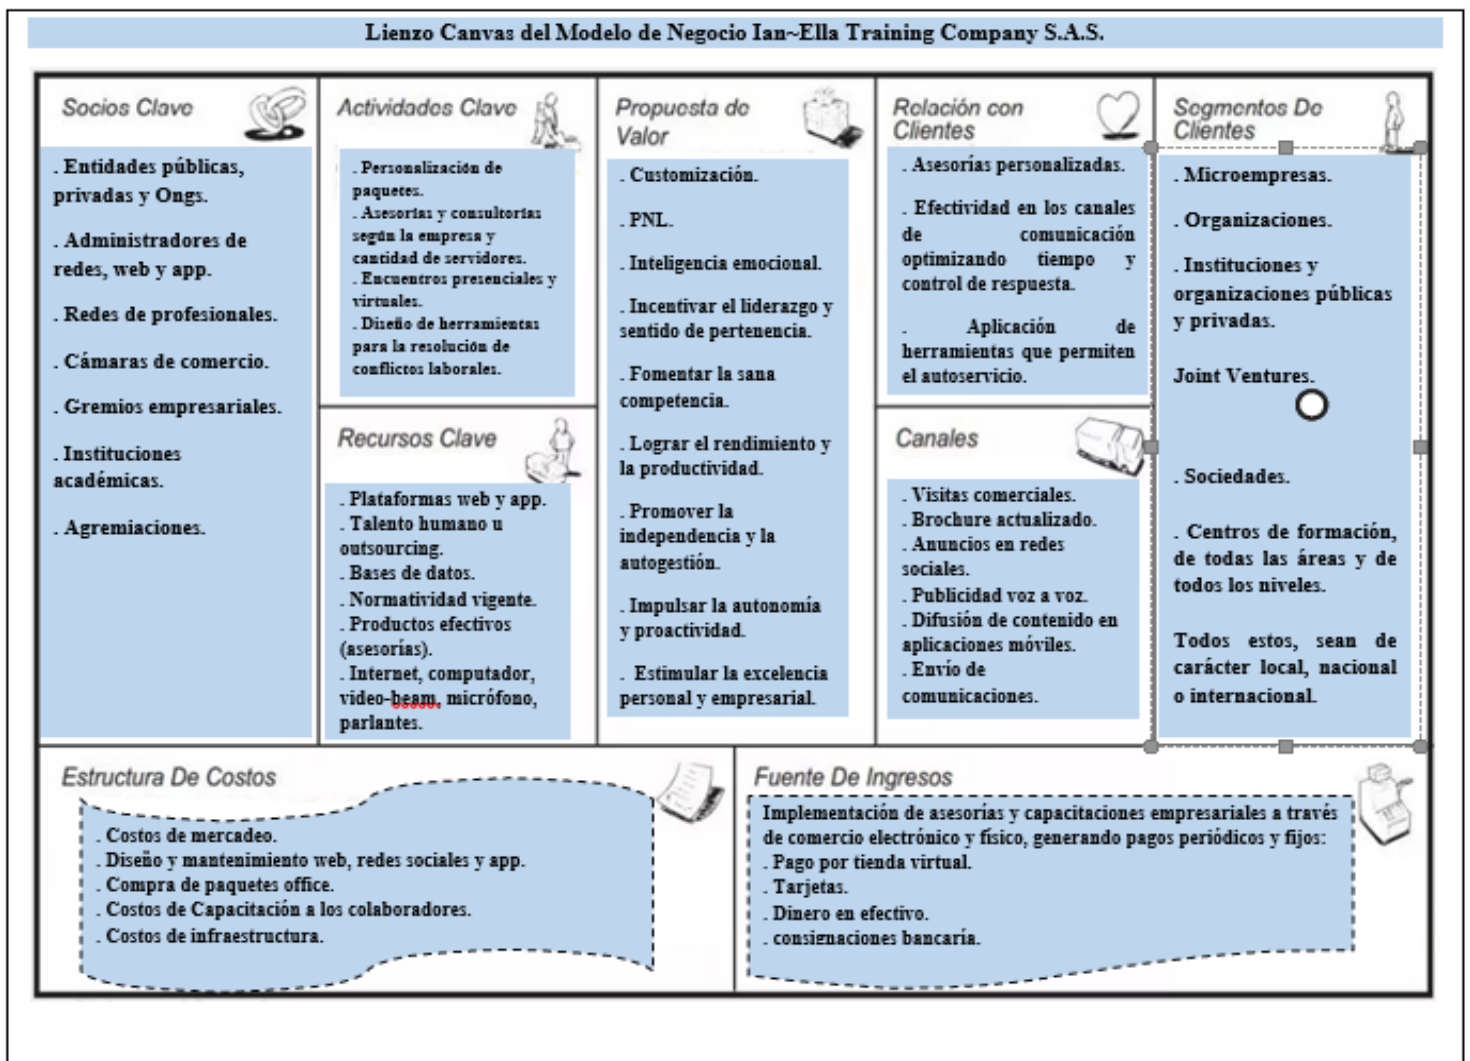 Lienzo Canvas del Modelo de Negocio Ian~Ella Training Company S.A.S.
Socios Clave
. Entidades públicas,
privadas y Ongs.
. Administradores de
redes, web y app.
. Redes de profesionales.
. Cámaras de comercio.
. Gremios empresariales.
. Instituciones
académicas.
. Agremiaciones.
Actividades Clave
. Personalización de
paquetes.
. Asesorías y consultorías
según la empresa y
cantidad de servidores.
. Encuentros presenciales y
virtuales.
. Diseño de herramientas
para la resolución de
conflictos laborales.
Recursos Clave
. Plataformas web y app.
. Talento humano u
outsourcing.
. Bases de datos.
. Normatividad vigente.
. Productos efectivos
(asesorías).
. Internet, computador,
video-beam, micrófono,
parlantes.
Propuesta de
Valor
. Customización.
. PNL.
. Inteligencia emocional.
. Incentivar el liderazgo y
sentido de pertenencia.
. Fomentar la sana
competencia.
. Lograr el rendimiento y
la productividad.
. Promover la
independencia y la
autogestión.
. Impulsar la autonomía
y proactividad.
. Estimular la excelencia
personal y empresarial.
Relación con
Clientes
. Asesorías personalizadas.
. Efectividad en los canales
de comunicación
optimizando tiempo y
control de respuesta.
. Aplicación de
herramientas que permiten
el autoservicio.
Canales
. Visitas comerciales.
. Brochure actualizado.
. Anuncios en redes
sociales.
. Publicidad voz a voz.
. Difusión de contenido en
aplicaciones móviles.
. Envío de
comunicaciones.
Segmentos De
Clientes
. Microempresas.
. Organizaciones.
. Instituciones y
organizaciones públicas
y privadas.
Joint Ventures.
. Sociedades.
. Centros de formación,
de todas las áreas y de
todos los niveles.
Todos estos, sean de
carácter local, nacional
o internacional.
Estructura De Costos
. Costos de mercadeo.
. Diseño y mantenimiento web, redes sociales y app.
. Compra de paquetes office.
. Costos de Capacitación a los colaboradores.
. Costos de infraestructura.
Fuente De Ingresos
Implementación de asesorías y capacitaciones empresariales a través
de comercio electrónico y físico, generando pagos periódicos y fijos:
. Pago por tienda virtual.
. Tarjetas.
. Dinero en efectivo.
. consignaciones bancaría.